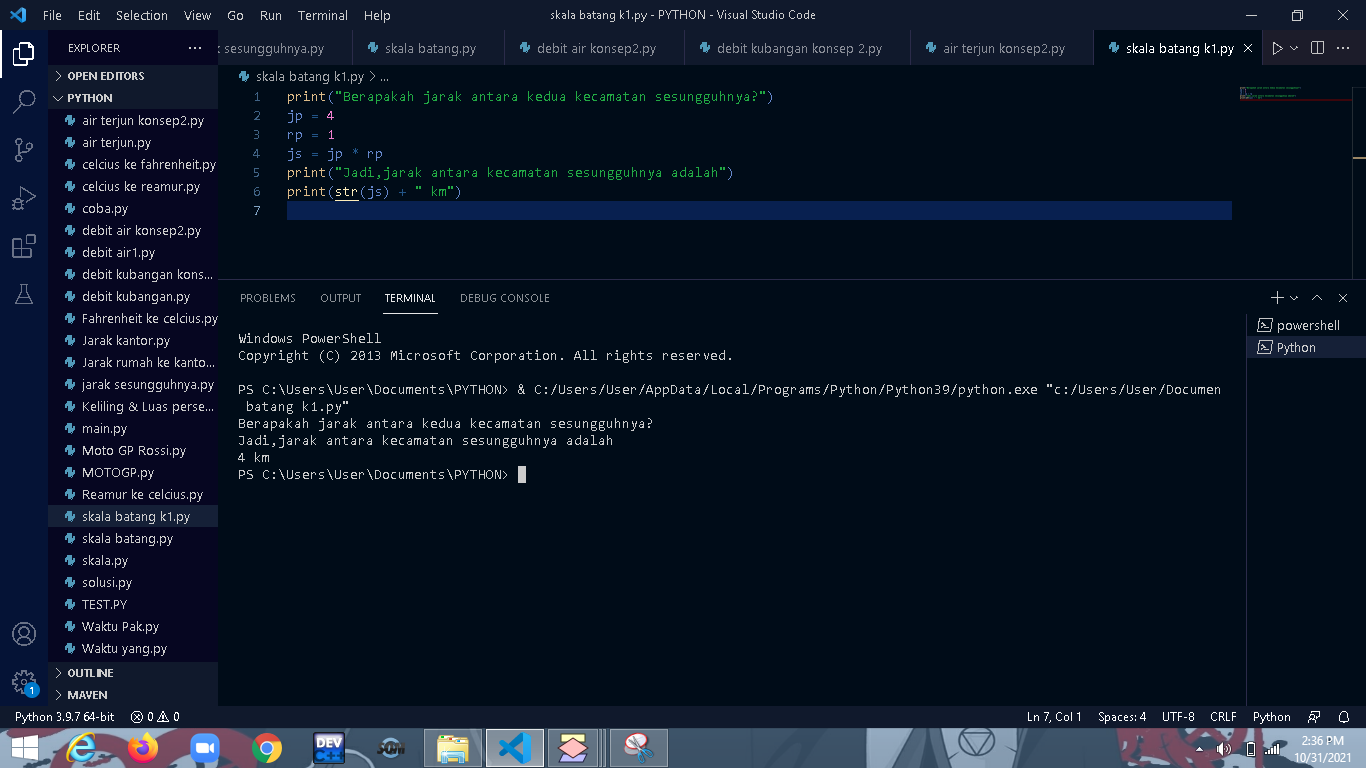 File Edit Selection View Go Run Terminal Help
skala batang k1.py - PYTHON - Visual Studio Code
EXPLORER
sesungguhnya.py
skala batang.py
debit air konsep2.py
debit kubangan konsep 2.py
air terjun konsep2.py
skala batang k1.py
OPEN EDITORS
PYTHON
air terjun konsep2.py
air terjun.py
celcius ke fahrenheit.py
celcius ke reamur.py
coba.py
debit air konsep2.py
debit air1.py
debit kubangan kons...
debit kubangan.py
Fahrenheit ke celcius.py
Jarak kantor.py
Jarak rumah ke kanto...
jarak sesungguhnya.py
Keliling & Luas perse...
main.py
Moto GP Rossi.py
MOTOGP.py
Reamur ke celcius.py
skala batang k1.py
skala batang.py
skala.py
solusi.py
TEST.PY
Waktu Pak.py
Waktu yang.py
OUTLINE
MAVEN
skala batang k1.py > ...
1 print("Berapakah jarak antara kedua kecamatan sesungguhnya?")
2 jp = 4
3 rp = 1
4 js = jp * rp
5 print("Jadi,jarak antara kecamatan sesungguhnya adalah")
6 print(str(js) + " km")
7
PROBLEMS OUTPUT TERMINAL DEBUG CONSOLE
Windows PowerShell
Copyright (C) 2013 Microsoft Corporation. All rights reserved.
PS C:\Users\User\Documents\PYTHON> & C:/Users/User/AppData/Local/Programs/Python/Python39/python.exe "c:/Users/User/Documen
batang k1.py"
Berapakah jarak antara kedua kecamatan sesungguhnya?
Jadi,jarak antara kecamatan sesungguhnya adalah
4 km
PS C:\Users\User\Documents\PYTHON>
powershell
Python
1
Python 3.9.7 64-bit 0 0
Ln 7, Col 1 Spaces: 4 UTF-8 CRLF Python
DEV
C++
2:36 PM
10/31/2021